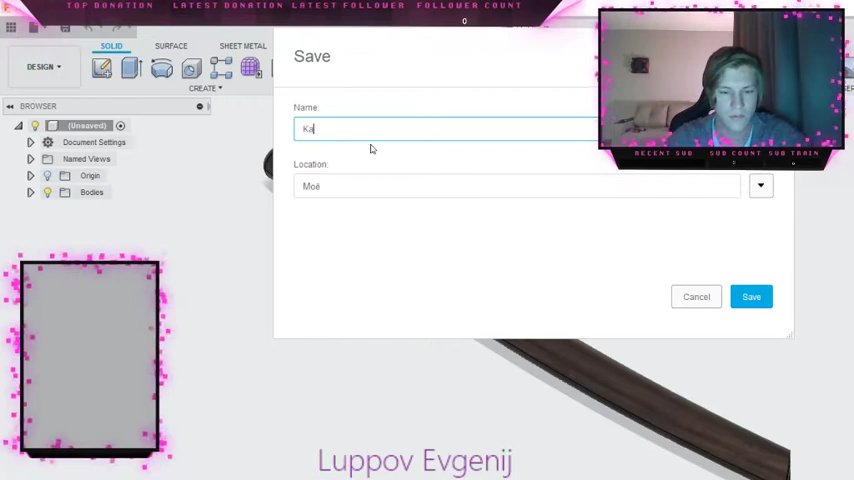 TOP DONATION LATEST DONATION LATEST FOLLOWER FOLLOWER COUNT
0
SOLID SURFACE SHEET METAL
DESIGN
CREATE
BROWSER
(Unsaved)
Document Settings
Named Views
Origin
Bodies
Save
Name:
Ka
Location:
Moė
Cancel Save
RECENT SUB SUB COUNT SUB TRAIN
Luppov Evgenij